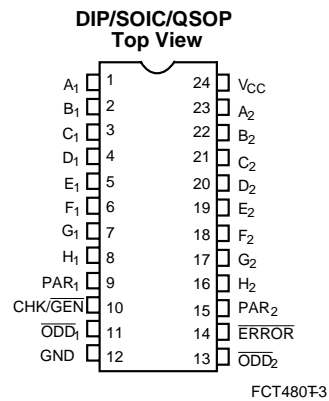 DIP/SOIC/QSOP
Top View
A1 1 24 VCC
B1 2 23 A2
C1 3 22 B2
D1 4 21 C2
E1 5 20 D2
F1 6 19 E2
G1 7 18 F2
H1 8 17 G2
PAR1 9 16 H2
CHK/GEN 10 15 PAR2
ODD1 11 14 ERROR
GND 12 13 ODD2
FCT480T-3